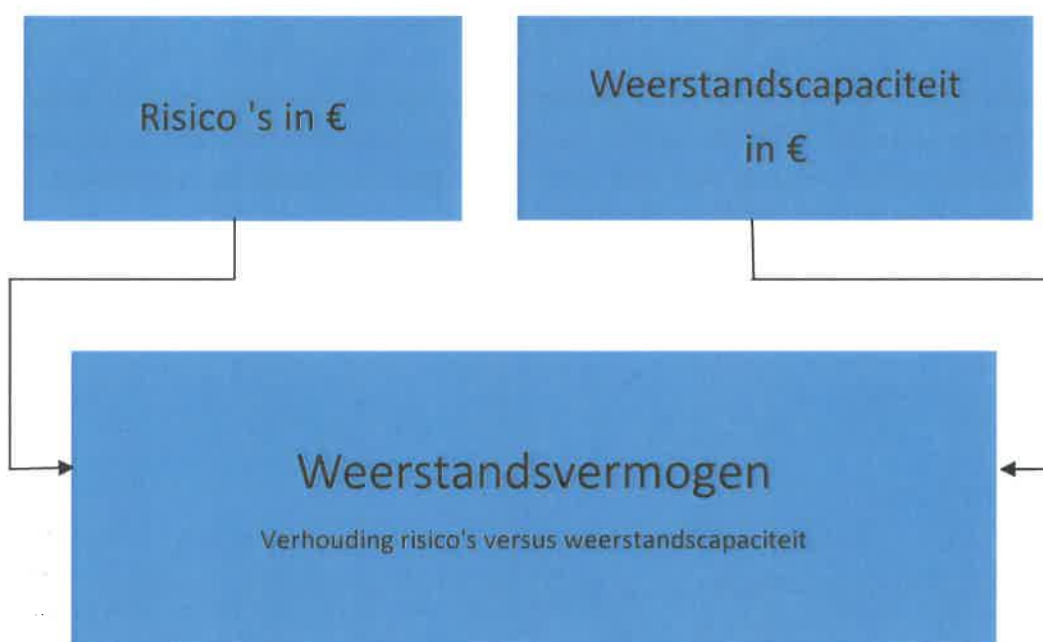 Risico 's in €
Weerstandscapaciteit
in €
Weerstandsvermogen
Verhouding risico's versus weerstandscapaciteit